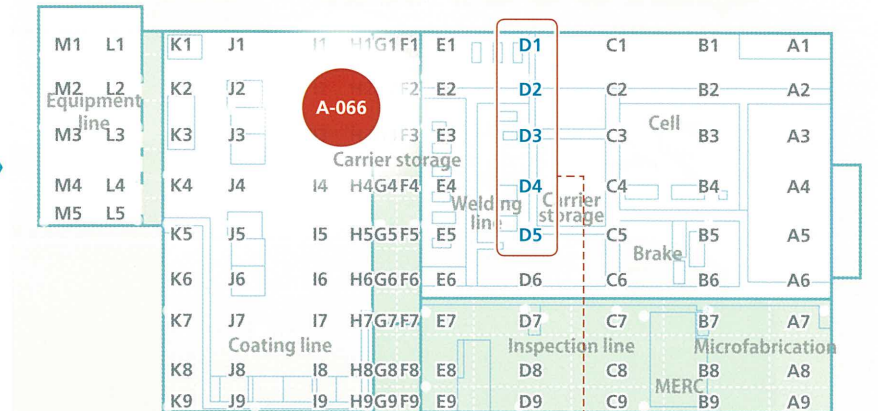 M1 L1 K1 J1 I1 H1 G1 F1 E1 D1 C1 B1 A1
M2 L2 K2 J2 F2 E2 D2 C2 B2 A2
Equipment
line
A-066
Cell
M3 L3 K3 J3 F3 E3 D3 C3 B3 A3
Carrier storage
M4 L4 K4 J4 I4 H4 G4 F4 E4 D4 C4 B4 A4
Welding
line
Carrier
storage
M5 L5
K5 J5 I5 H5 G5 F5 E5 D5 C5 B5 A5
Brake
K6 J6 I6 H6 G6 F6 E6 D6 C6 B6 A6
K7 J7 I7 H7 G7 F7 E7 D7 C7 B7 A7
Coating line Inspection line Microfabrication
K8 J8 I8 H8 G8 F8 E8 D8 C8 B8 A8
MERC
K9 J9 I9 H9 G9 F9 E9 D9 C9 B9 A9